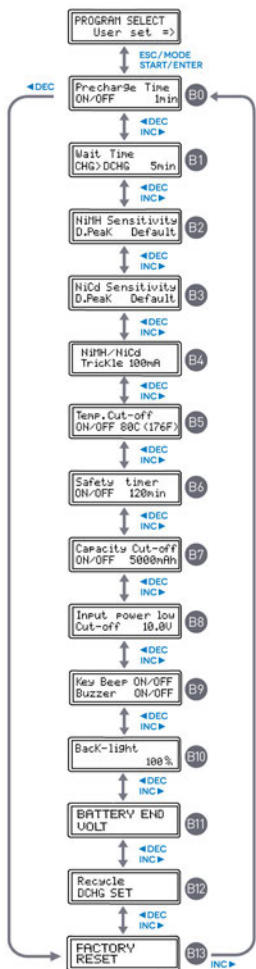 PROGRAM SELECT
User set =>
ESC/MODE
START/ENTER
◄DEC
Precharge Time
ON/OFF 1min
B0
◄DEC
INC►
Wait Time
CHG>DCHG 5min
B1
◄DEC
INC►
NiMH Sensitivity
D.Peak Default
B2
◄DEC
INC►
NiCd Sensitivity
D.Peak Default
B3
◄DEC
INC►
NiMH/NiCd
Trickle 100mA
B4
◄DEC
INC►
Temp.Cut-off
ON/OFF 80C(176F)
B5
◄DEC
INC►
Safety timer
ON/OFF 120min
B6
◄DEC
INC►
Capacity Cut-off
ON/OFF 5000mAh
B7
◄DEC
INC►
Input power low
Cut-off 10.0V
B8
◄DEC
INC►
Key Beep ON/OFF
Buzzer ON/OFF
B9
◄DEC
INC►
Back-light
100%
B10
◄DEC
INC►
BATTERY END
VOLT
B11
◄DEC
INC►
Recycle
DCHG SET
B12
◄DEC
INC►
FACTORY
RESET
B13
INC►